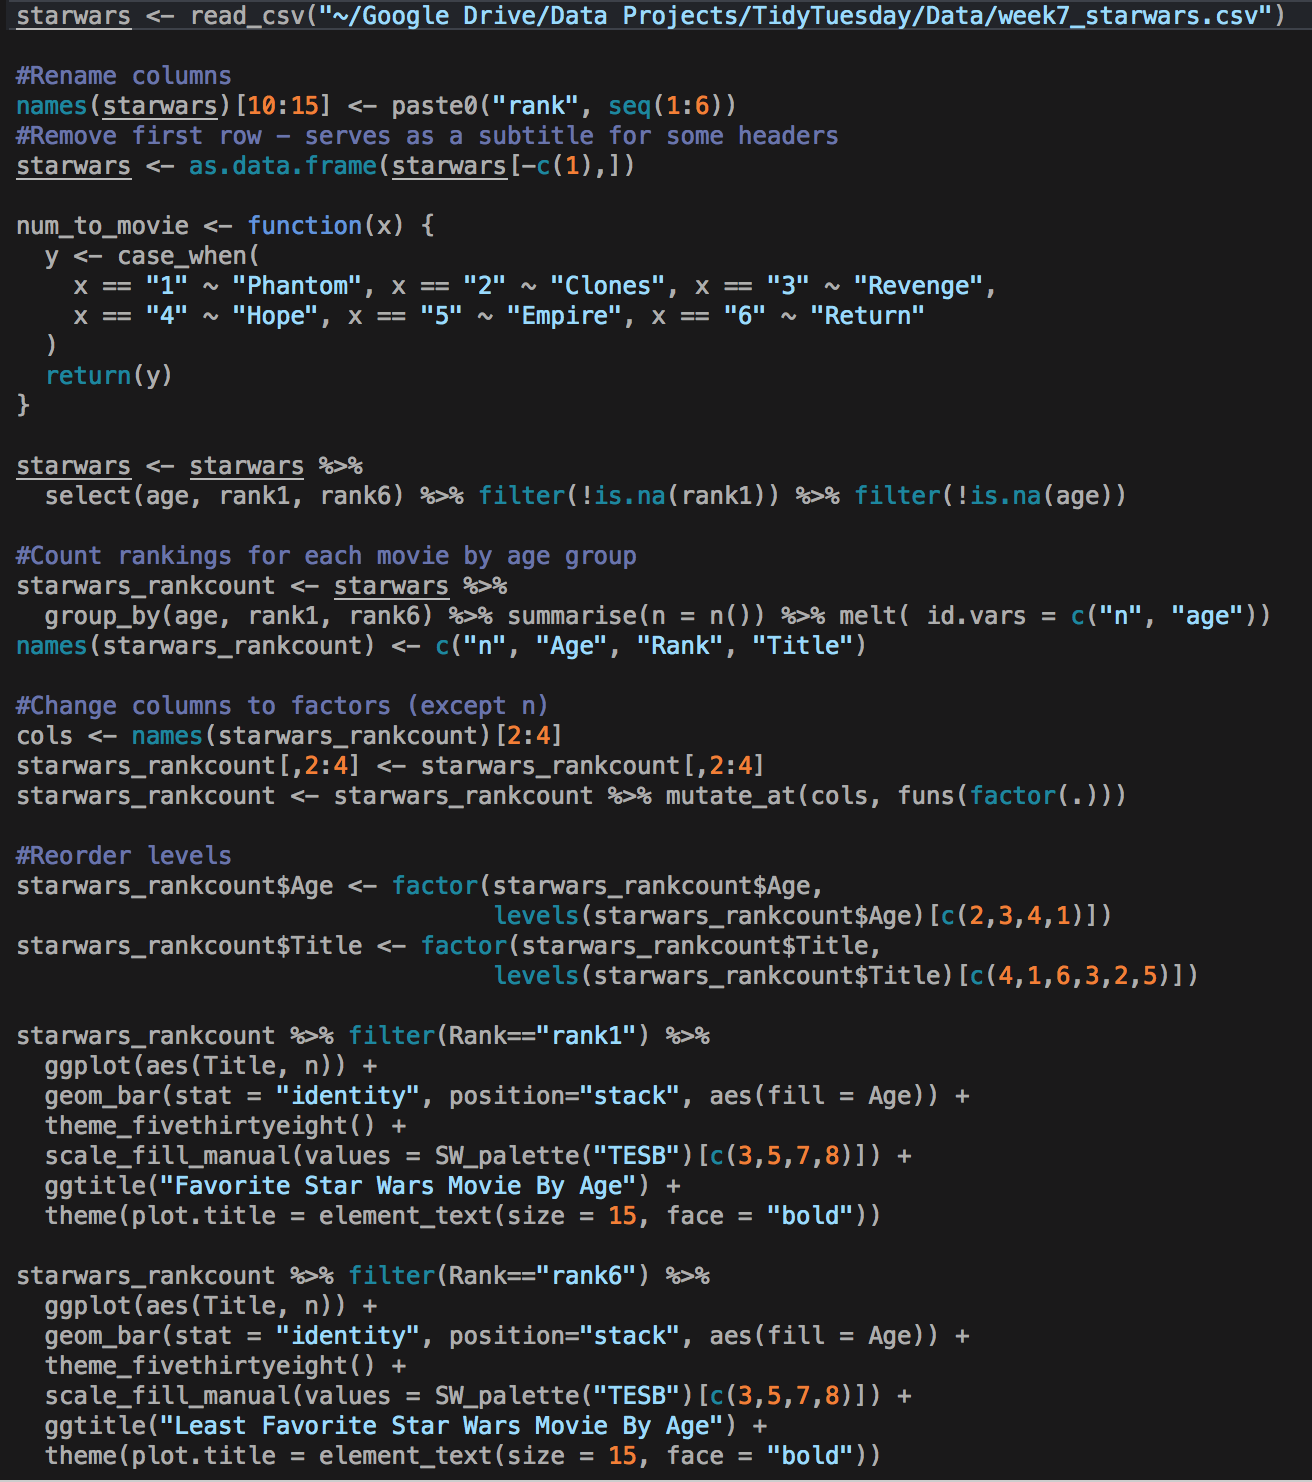 starwars <- read_csv("~/Google Drive/Data Projects/TidyTuesday/Data/week7_starwars.csv")

#Rename columns
names(starwars)[10:15] <- paste0("rank", seq(1:6))
#Remove first row - serves as a subtitle for some headers
starwars <- as.data.frame(starwars[-c(1),])

num_to_movie <- function(x) {
  y <- case_when(
    x == "1" ~ "Phantom", x == "2" ~ "Clones", x == "3" ~ "Revenge",
    x == "4" ~ "Hope", x == "5" ~ "Empire", x == "6" ~ "Return"
  )
  return(y)
}

starwars <- starwars %>%
  select(age, rank1, rank6) %>% filter(!is.na(rank1)) %>% filter(!is.na(age))

#Count rankings for each movie by age group
starwars_rankcount <- starwars %>%
  group_by(age, rank1, rank6) %>% summarise(n = n()) %>% melt( id.vars = c("n", "age"))
names(starwars_rankcount) <- c("n", "Age", "Rank", "Title")

#Change columns to factors (except n)
cols <- names(starwars_rankcount)[2:4]
starwars_rankcount[,2:4] <- starwars_rankcount[,2:4]
starwars_rankcount <- starwars_rankcount %>% mutate_at(cols, funs(factor(.)))

#Reorder levels
starwars_rankcount$Age <- factor(starwars_rankcount$Age,
                                 levels(starwars_rankcount$Age)[c(2,3,4,1)])
starwars_rankcount$Title <- factor(starwars_rankcount$Title,
                                 levels(starwars_rankcount$Title)[c(4,1,6,3,2,5)])

starwars_rankcount %>% filter(Rank=="rank1") %>%
  ggplot(aes(Title, n)) +
  geom_bar(stat = "identity", position="stack", aes(fill = Age)) +
  theme_fivethirtyeight() +
  scale_fill_manual(values = SW_palette("TESB")[c(3,5,7,8)]) +
  ggtitle("Favorite Star Wars Movie By Age") +
  theme(plot.title = element_text(size = 15, face = "bold"))

starwars_rankcount %>% filter(Rank=="rank6") %>%
  ggplot(aes(Title, n)) +
  geom_bar(stat = "identity", position="stack", aes(fill = Age)) +
  theme_fivethirtyeight() +
  scale_fill_manual(values = SW_palette("TESB")[c(3,5,7,8)]) +
  ggtitle("Least Favorite Star Wars Movie By Age") +
  theme(plot.title = element_text(size = 15, face = "bold"))